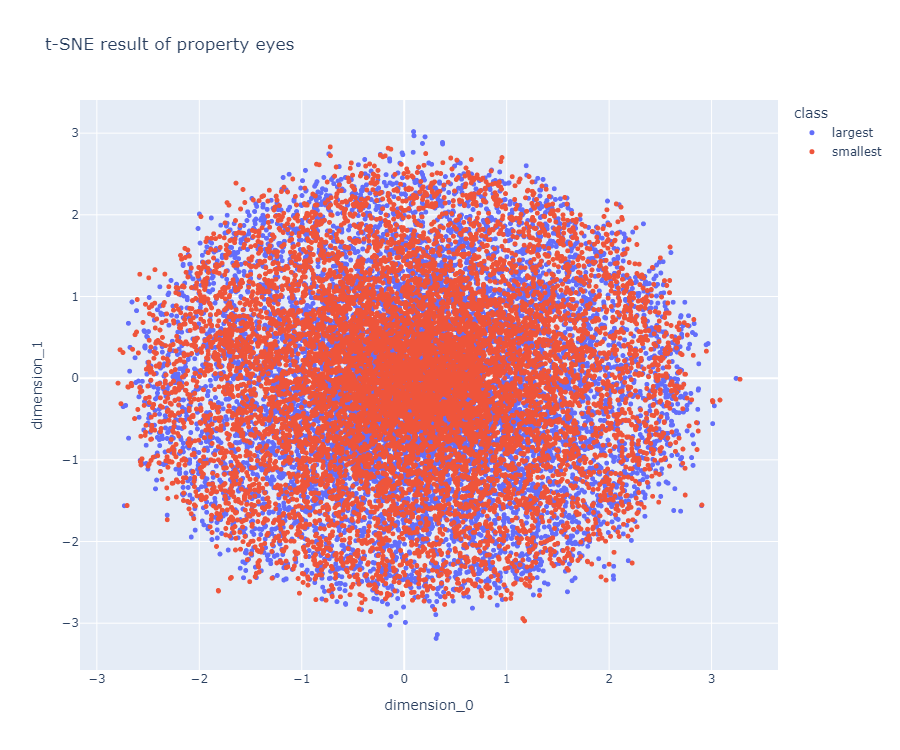 t-SNE result of property eyes
class
largest
smallest
3
2
1
0
−1
−2
−3
dimension_1
−3 −2 −1 0 1 2 3
dimension_0